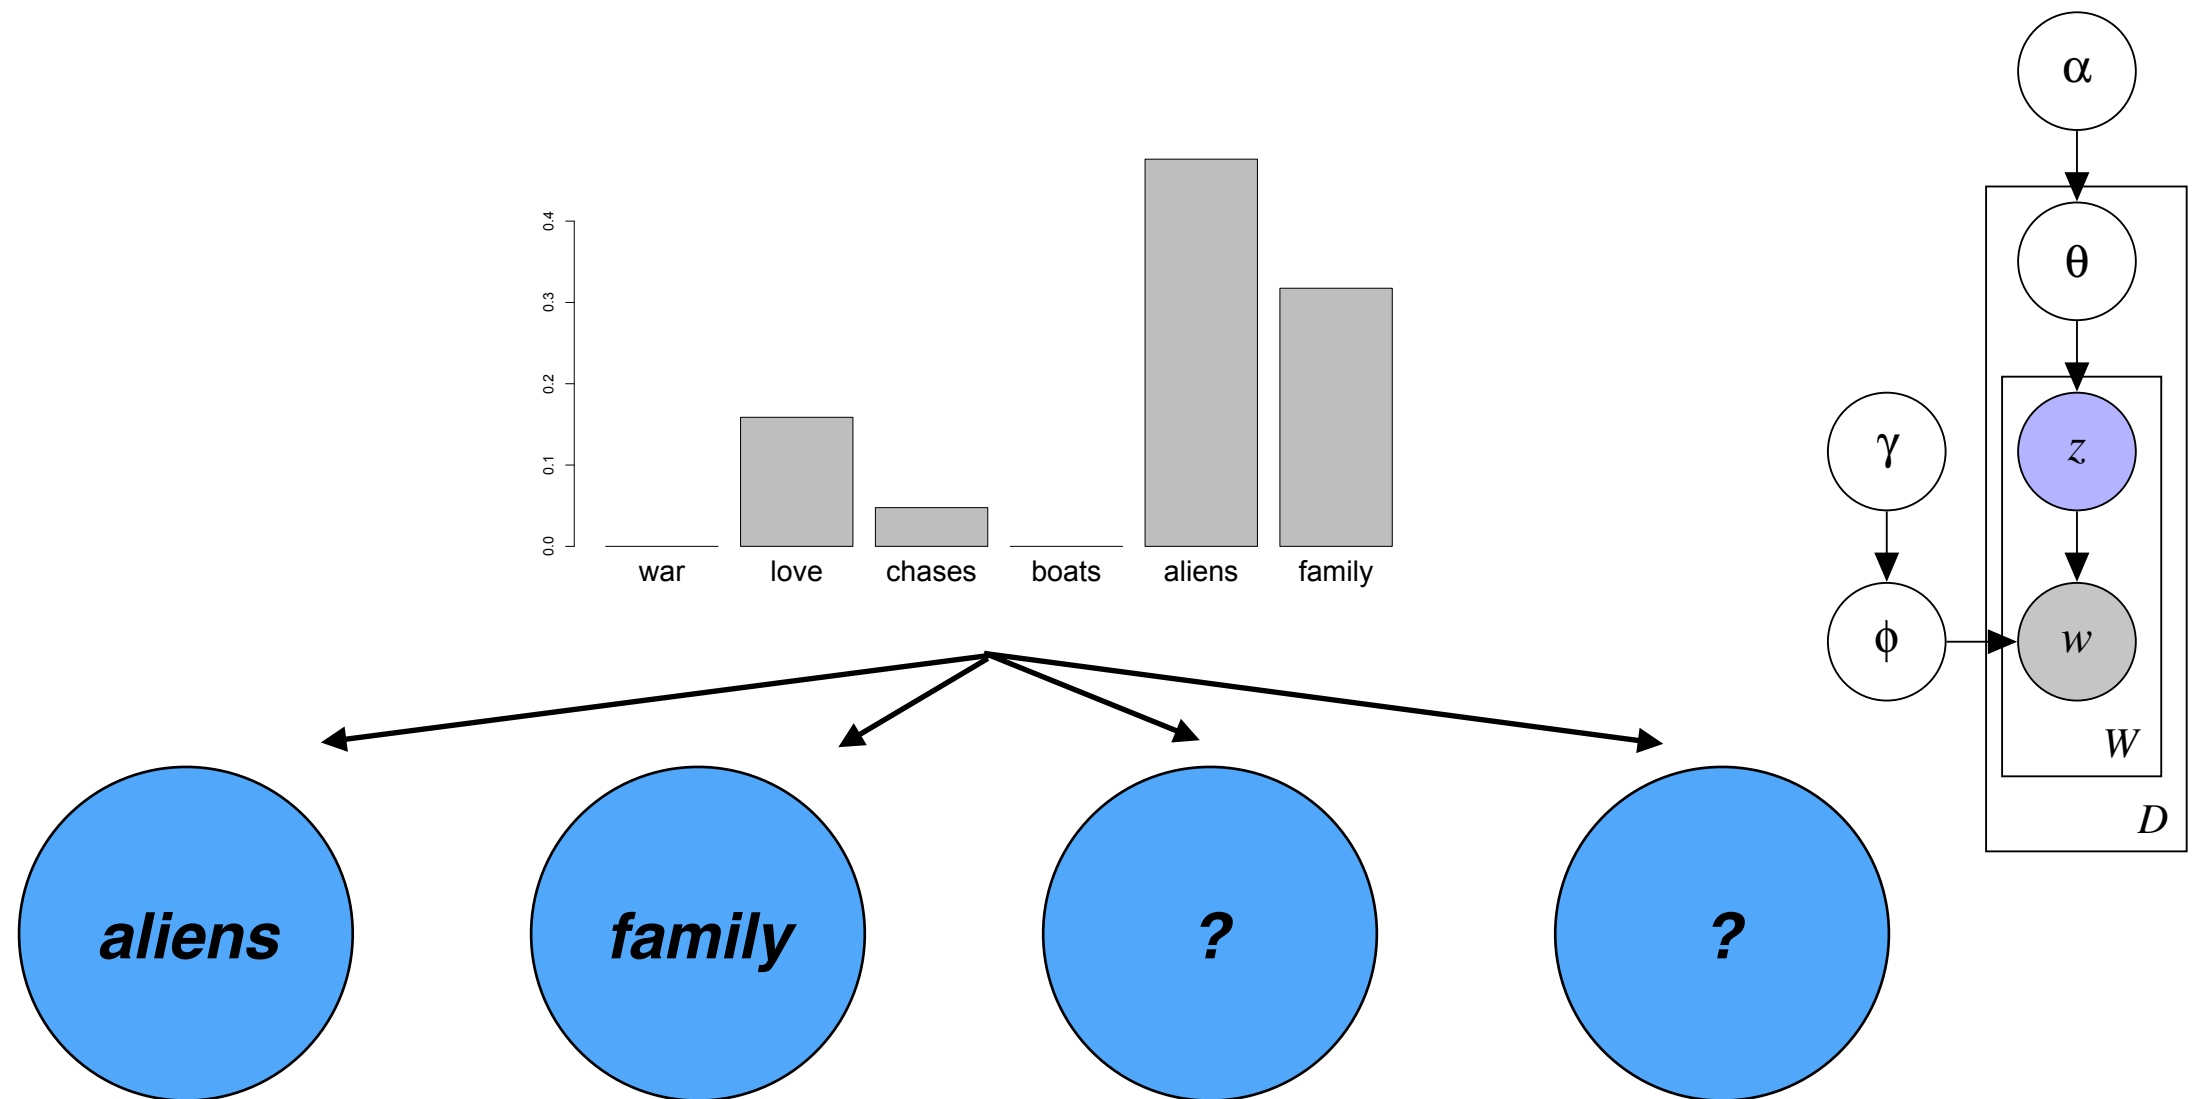 α
θ
z
γ
ϕ
w
W
D
0.4
0.3
0.2
0.1
0.0
war love chases boats aliens family
aliens family ? ?